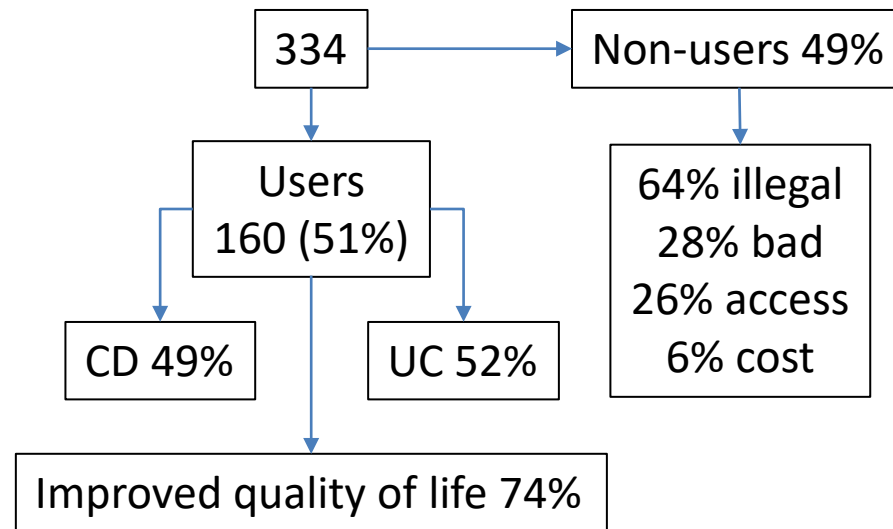 334
Non-users 49%
Users
160 (51%)
64% illegal
28% bad
26% access
6% cost
CD 49%
UC 52%
Improved quality of life 74%